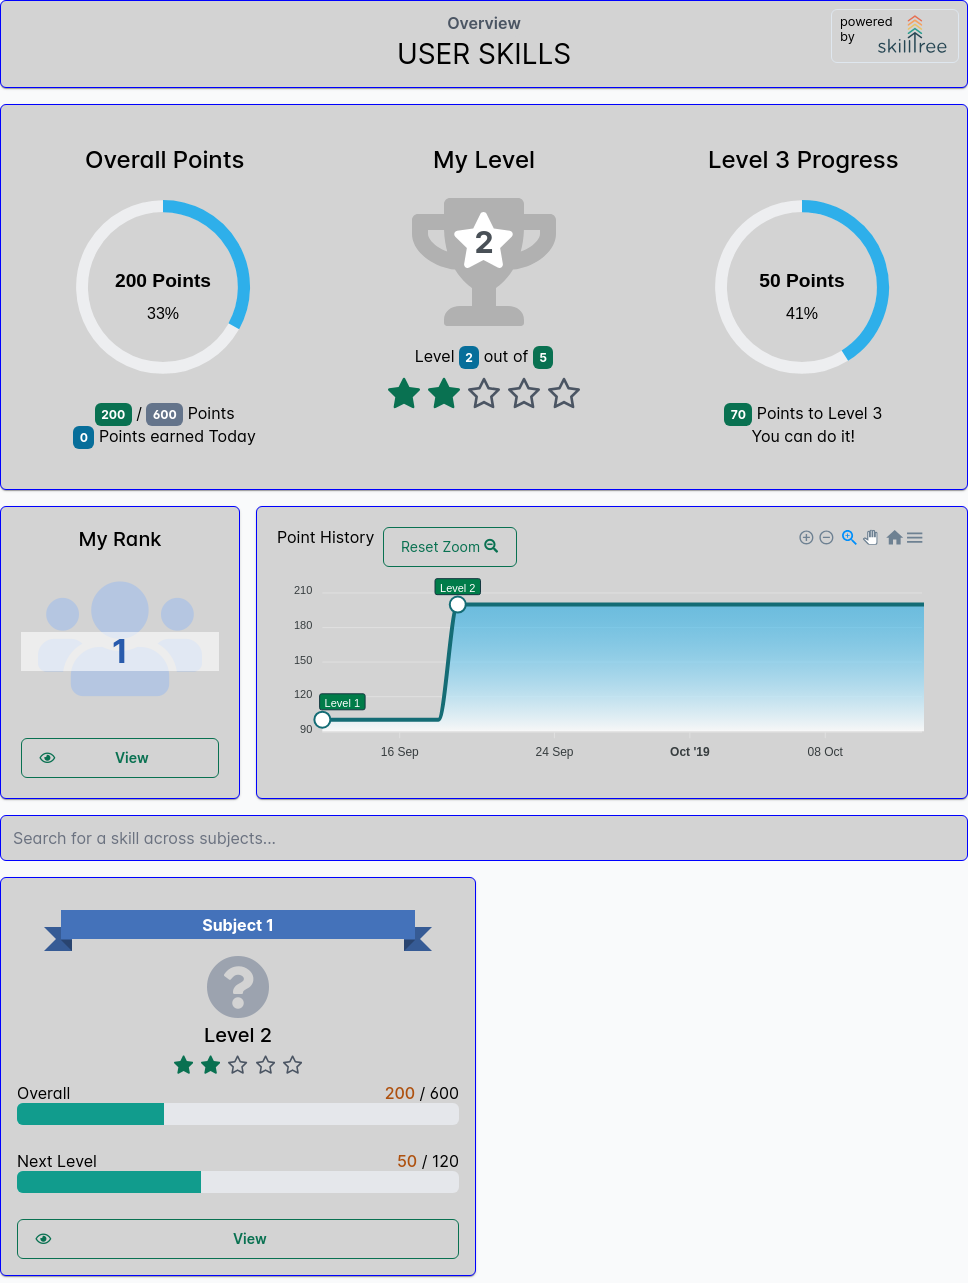 Overview
USER SKILLS
powered
by
skilltree
Overall Points
200 Points
33%
200 / 600 Points
0 Points earned Today
My Level
2
Level 2 out of 5
Level 3 Progress
50 Points
41%
70 Points to Level 3
You can do it!
My Rank
1
View
Point History
Reset Zoom
210
180
150
120
90
Level 1
Level 2
16 Sep
24 Sep
Oct '19
08 Oct
Search for a skill across subjects...
Subject 1
Level 2
Overall
200 / 600
Next Level
50 / 120
View